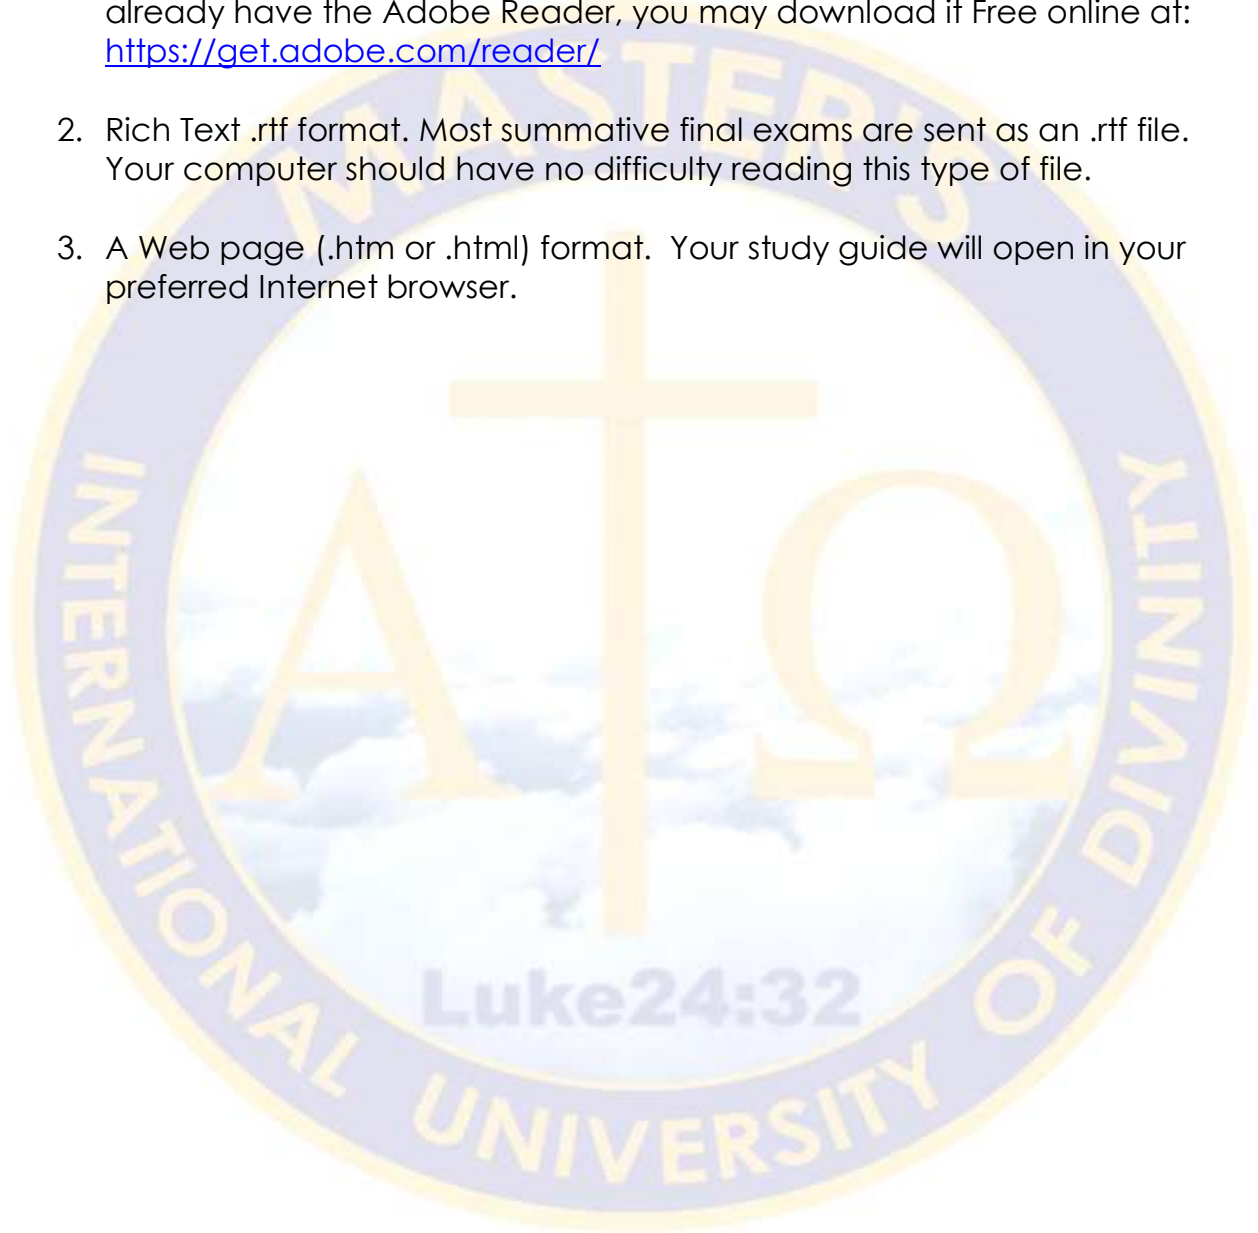 already have the Adobe Reader, you may download it Free online at:
https://get.adobe.com/reader/
2. Rich Text .rtf format. Most summative final exams are sent as an .rtf file.
Your computer should have no difficulty reading this type of file.
3. A Web page (.htm or .html) format.  Your study guide will open in your
preferred Internet browser.
MASTER'S
INTERNATIONAL UNIVERSITY OF DIVINITY
Α Ω
Luke24:32